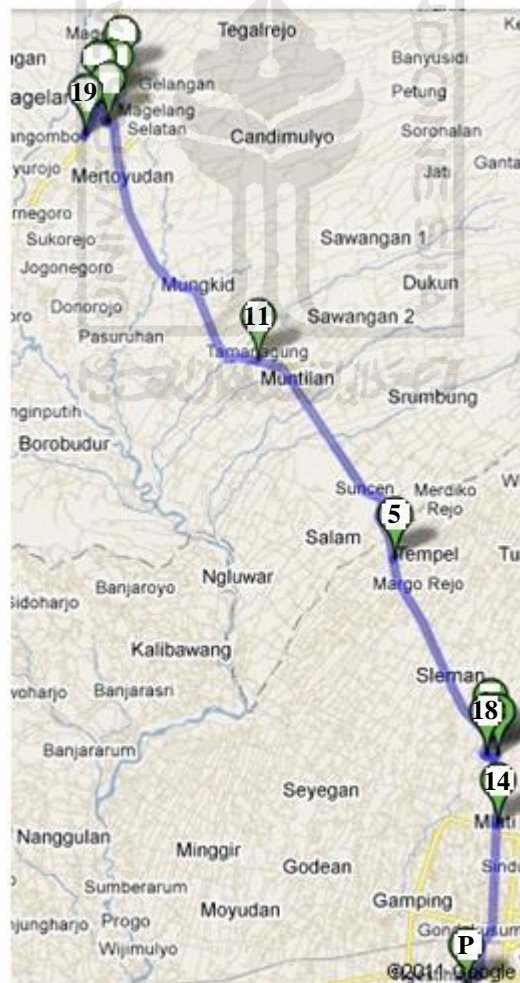 Tegalrejo
Banyusidi
Gelangan
Petung
19
Magelang
Selatan
Candimulyo
Soronalan
Jati
Mertoyudan
Sukorejo
Sawangan 1
Jogonegoro
Mungkid
Dukun
Donorojo
11
Sawangan 2
Pasuruhan
Muntilan
Srumbung
Borobudur
Suncen
Merdiko
Rejo
5
Salam
Tempel
Ngluwar
Margo Rejo
Banjaroyo
Kalibawang
Sleman
Banjarasri
18
Banjararum
14
Seyegan
Mlati
Nanggulan
Minggir
Godean
Sumberarum
Moyudan
Gamping
Progo
Wijimulyo
P
©2011 Google